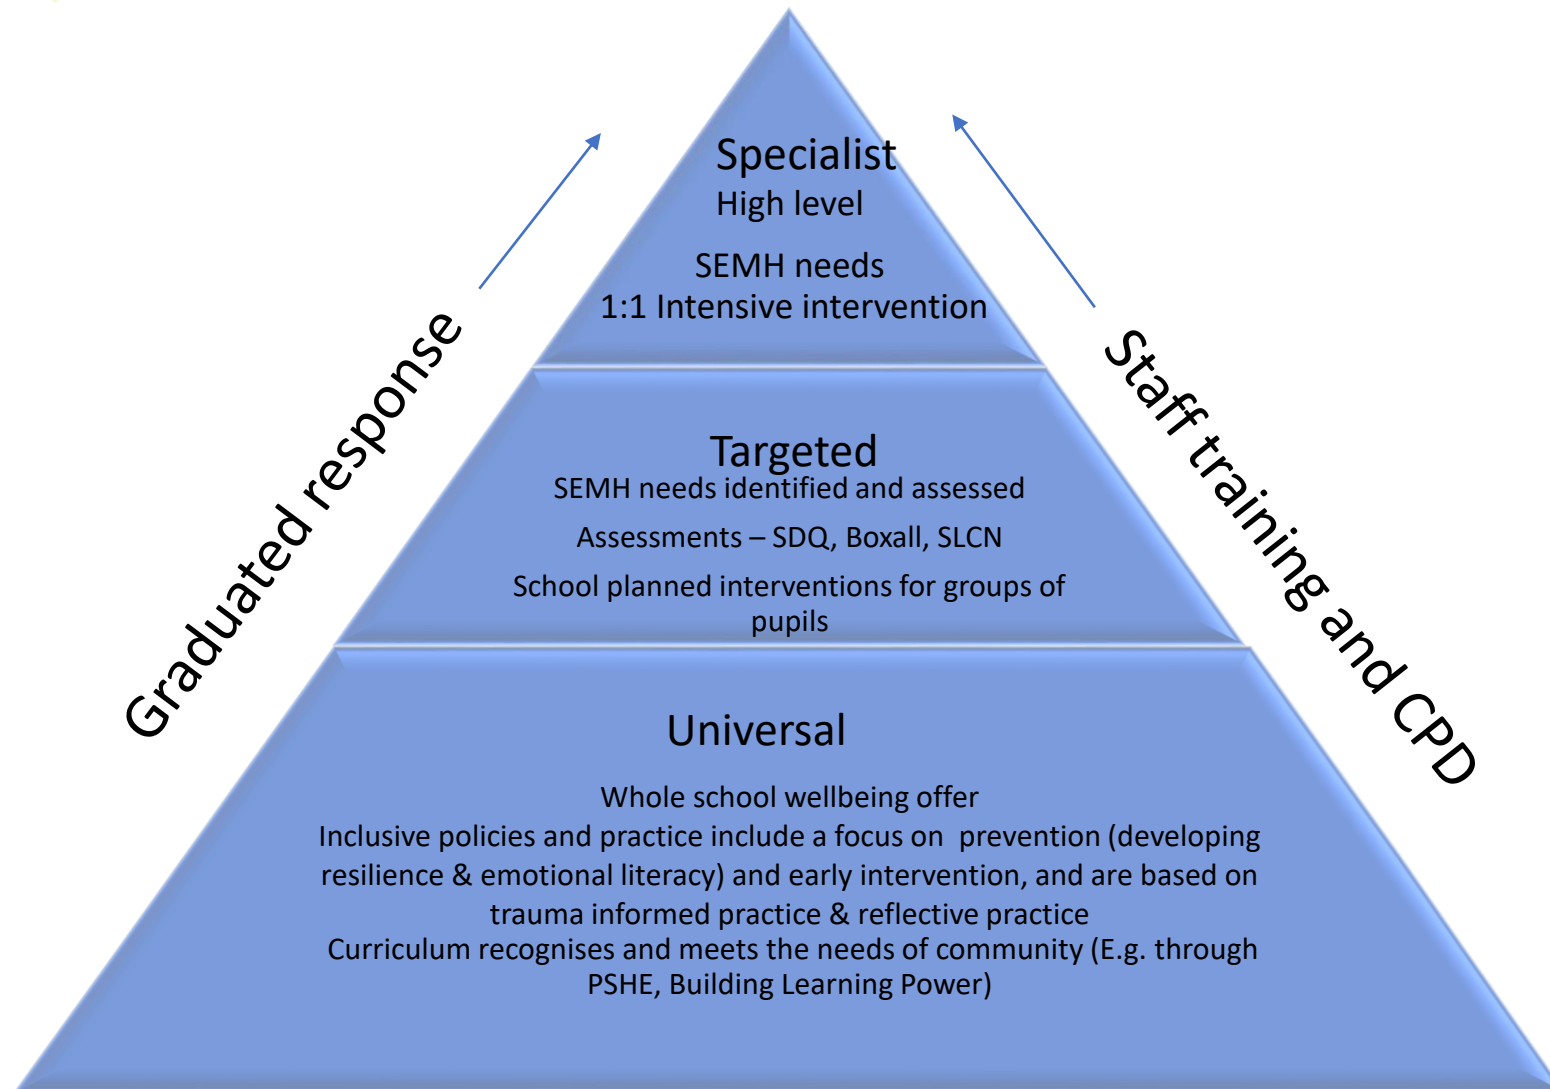 Specialist
High level
SEMH needs
1:1 Intensive intervention
Graduated response
Staff training and CPD
Targeted
SEMH needs identified and assessed
Assessments – SDQ, Boxall, SLCN
School planned interventions for groups of
pupils
Universal
Whole school wellbeing offer
Inclusive policies and practice include a focus on  prevention (developing
resilience & emotional literacy) and early intervention, and are based on
trauma informed practice & reflective practice
Curriculum recognises and meets the needs of community (E.g. through
PSHE, Building Learning Power)